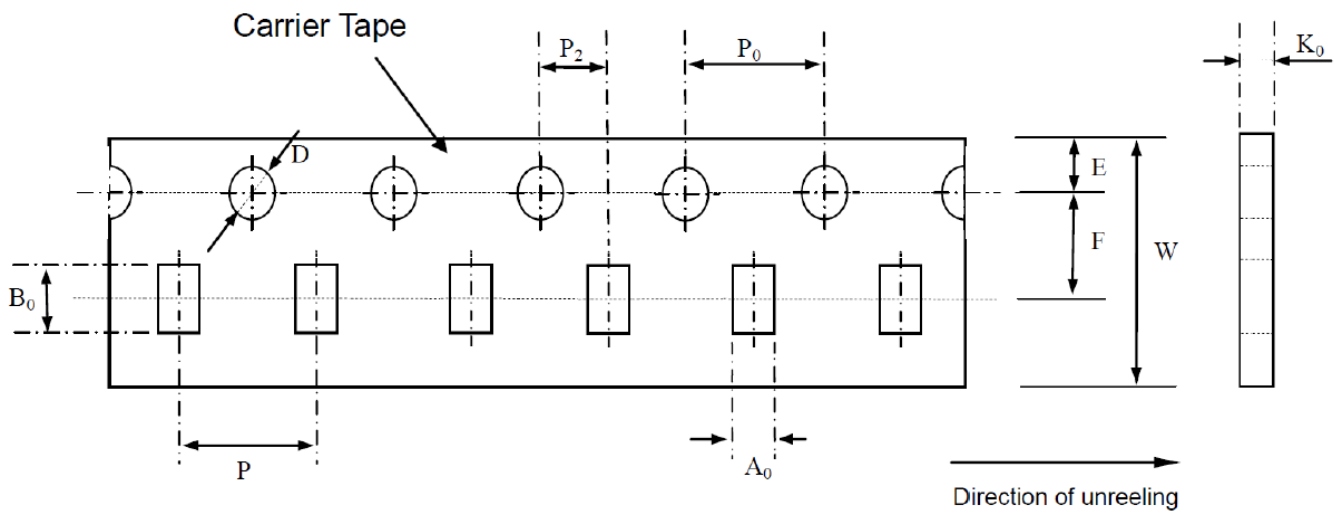 Carrier Tape
P₂
P₀
K₀
D
E
F
W
B₀
P
A₀
Direction of unreeling